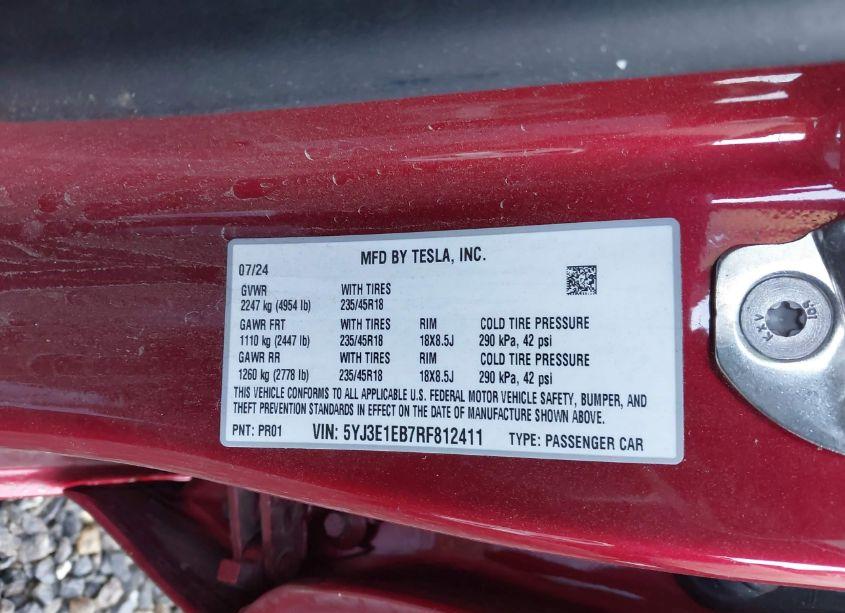 MFD BY TESLA, INC.
07/24
GVWR WITH TIRES
2247 kg (4954 lb) 235/45R18
GAWR FRT WITH TIRES RIM COLD TIRE PRESSURE
1110 kg (2447 lb) 235/45R18 18X8.5J 290 kPa, 42 psi
GAWR RR WITH TIRES RIM COLD TIRE PRESSURE
1260 kg (2778 lb) 235/45R18 18X8.5J 290 kPa, 42 psi
THIS VEHICLE CONFORMS TO ALL APPLICABLE U.S. FEDERAL MOTOR VEHICLE SAFETY, BUMPER, AND
THEFT PREVENTION STANDARDS IN EFFECT ON THE DATE OF MANUFACTURE SHOWN ABOVE.
PNT: PR01 VIN: 5YJ3E1EB7RF812411 TYPE: PASSENGER CAR
KXV